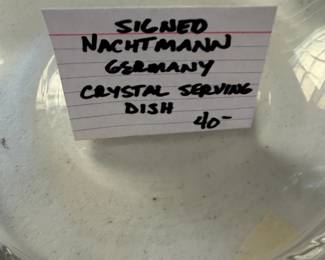 SIGNED
NACHTMANN
GERMANY
CRYSTAL SERVING
DISH
40-